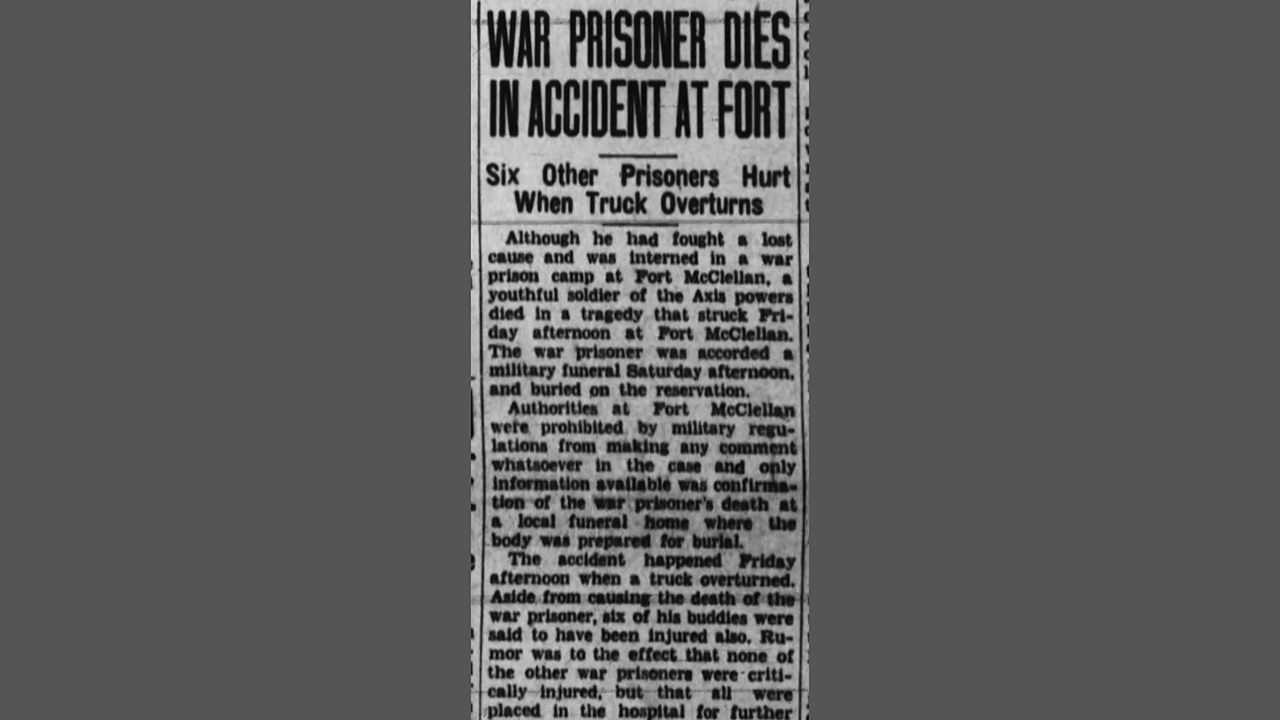 WAR PRISONER DIES
IN ACCIDENT AT FORT
Six Other Prisoners Hurt
When Truck Overturns
Although he had fought a lost
cause and was interned in a war
prison camp at Fort McClellan, a
youthful soldier of the Axis powers
died in a tragedy that struck Fri-
day afternoon at Fort McClellan.
The war prisoner was accorded a
military funeral Saturday afternoon,
and buried on the reservation.
Authorities at Fort McClellan
were prohibited by military regu-
lations from making any comment
whatsoever in the case and only
information available was confirma-
tion of the war prisoner's death at
a local funeral home where the
body was prepared for burial.
The accident happened Friday
afternoon when a truck overturned.
Aside from causing the death of the
war prisoner, six of his buddies were
said to have been injured also. Ru-
mor was to the effect that none of
the other war prisoners were criti-
cally injured, but that all were
placed in the hospital for further